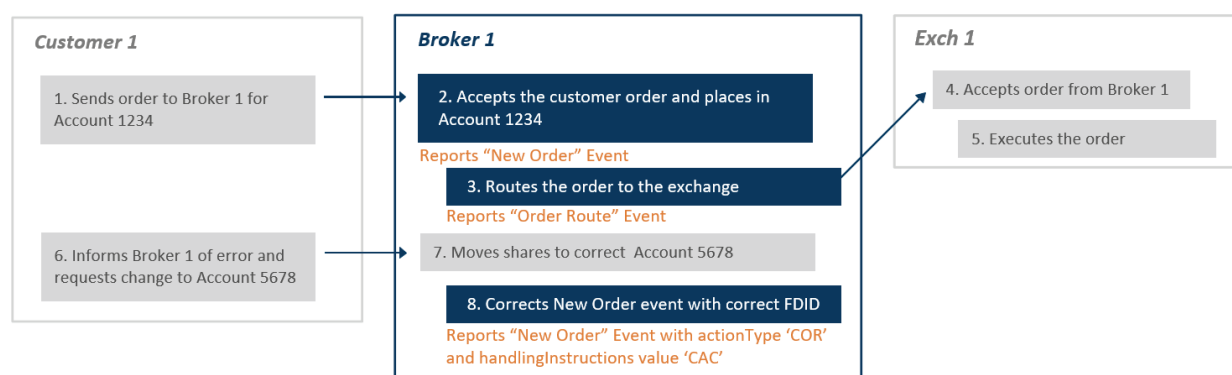 Customer 1
1. Sends order to Broker 1 for
Account 1234
6. Informs Broker 1 of error and
requests change to Account 5678
Broker 1
2. Accepts the customer order and places in
Account 1234
Reports “New Order” Event
3. Routes the order to the exchange
Reports “Order Route” Event
7. Moves shares to correct Account 5678
8. Corrects New Order event with correct FDID
Reports “New Order” Event with actionType ‘COR’
and handlingInstructions value ‘CAC’
Exch 1
4. Accepts order from Broker 1
5. Executes the order